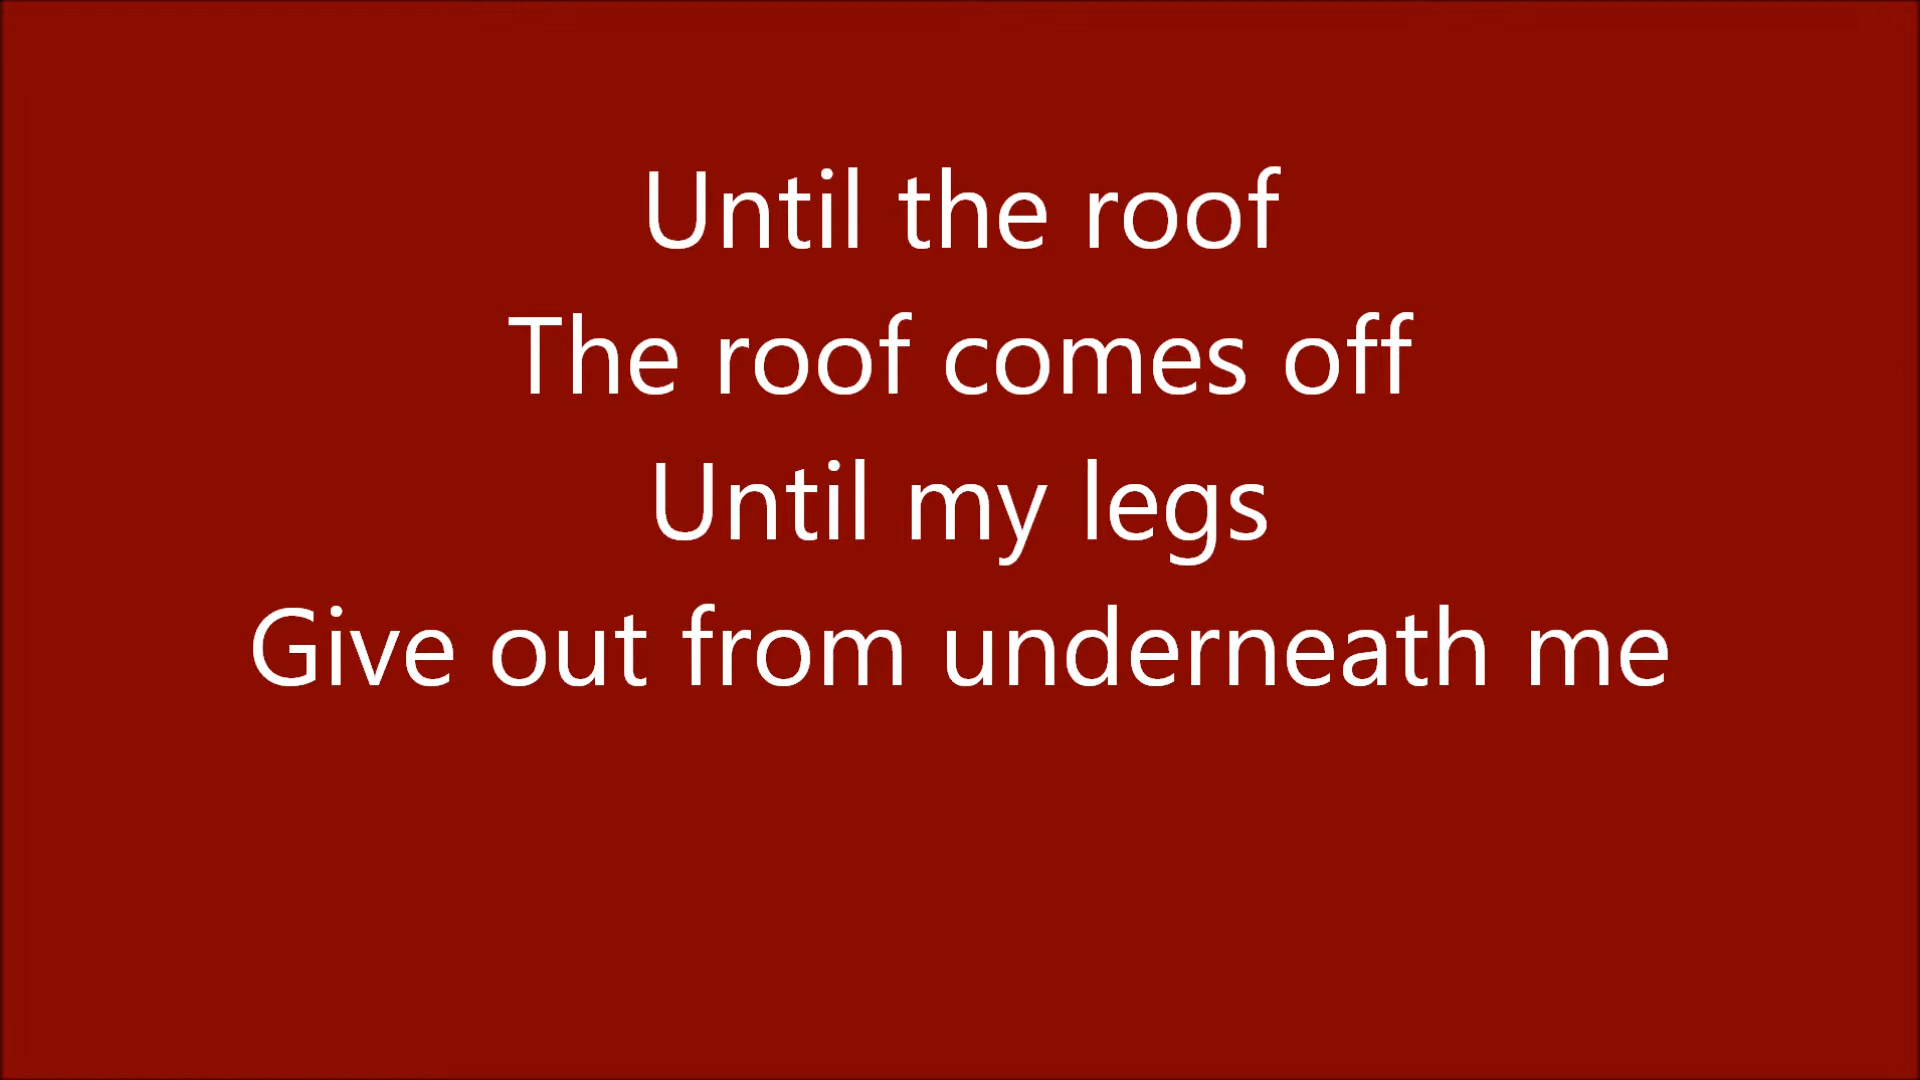 Until the roof
The roof comes off
Until my legs
Give out from underneath me